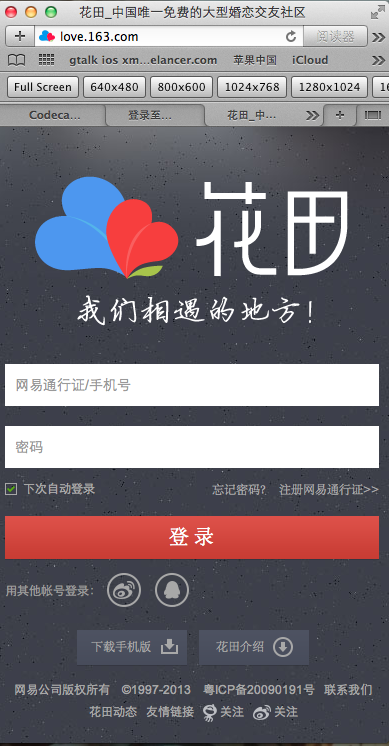 花田_中国唯一免费的大型婚恋交友社区
love.163.com 阅读器
gtalk ios xm...elancer.com 苹果中国 iCloud
Full Screen 640x480 800x600 1024x768 1280x1024 16
Codeca... 登录至... 花田_中...
花田
我们相遇的地方!
网易通行证/手机号
密码
下次自动登录 忘记密码? 注册网易通行证>>
登录
用其他帐号登录:
下载手机版 花田介绍
网易公司版权所有 ©1997-2013 粤ICP备20090191号 联系我们
花田动态 友情链接 关注 关注